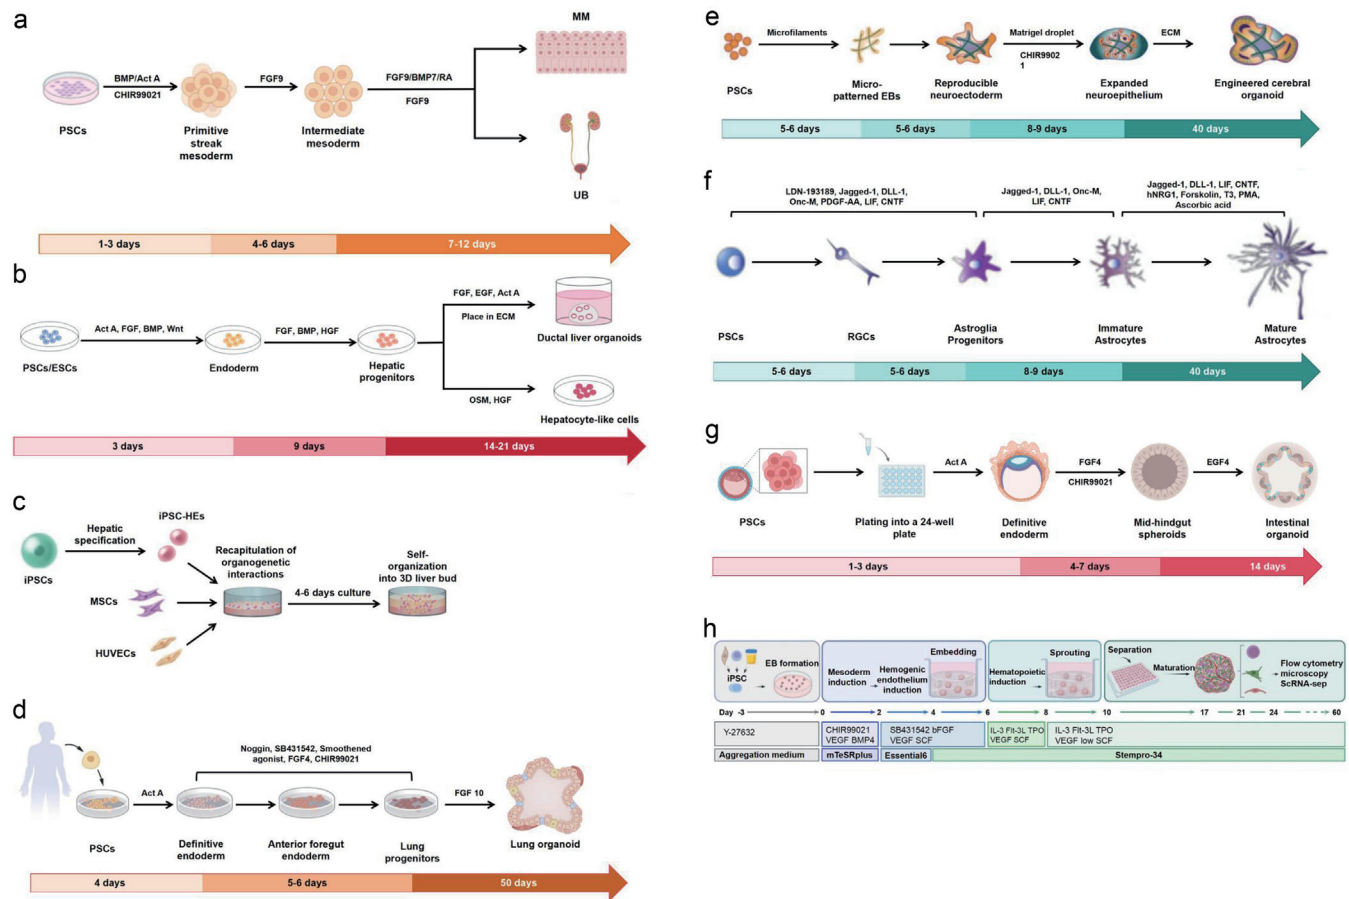 a
MM
BMP/Act A
CHIR99021
FGF9
FGF9/BMP7/RA
FGF9
PSCs
Primitive
streak
mesoderm
Intermediate
mesoderm
UB
1-3 days
4-6 days
7-12 days
b
FGF, EGF, Act A
Place in ECM
Act A, FGF, BMP, Wnt
FGF, BMP, HGF
Ductal liver organoids
PSCs/ESCs
Endoderm
Hepatic
progenitors
OSM, HGF
Hepatocyte-like cells
3 days
9 days
14-21 days
c
iPSC-HEs
Hepatic
specification
iPSCs
Recapitulation of
organogenetic
interactions
Self-
organization
into 3D liver bud
4-6 days culture
MSCs
HUVECs
d
Noggin, SB431542, Smoothened
agonist, FGF4, CHIR99021
Act A
FGF 10
PSCs
Definitive
endoderm
Anterior foregut
endoderm
Lung
progenitors
Lung organoid
4 days
5-6 days
50 days
e
Microfilaments
Matrigel droplet
CHIR9902
1
ECM
PSCs
Micro-
patterned EBs
Reproducible
neuroectoderm
Expanded
neuroepithelium
Engineered cerebral
organoid
5-6 days
5-6 days
8-9 days
40 days
f
LDN-193189, Jagged-1, DLL-1,
Onc-M, PDGF-AA, LIF, CNTF
Jagged-1, DLL-1, Onc-M,
LIF, CNTF
Jagged-1, DLL-1, LIF, CNTF,
hNRG1, Forskolin, T3, PMA,
Ascorbic acid
PSCs
RGCs
Astroglia
Progenitors
Immature
Astrocytes
Mature
Astrocytes
5-6 days
5-6 days
8-9 days
40 days
g
Act A
FGF4
CHIR99021
EGF4
PSCs
Plating into a 24-well
plate
Definitive
endoderm
Mid-hindgut
spheroids
Intestinal
organoid
1-3 days
4-7 days
14 days
h
iPSC
EB formation
Mesoderm
induction
Hemogenic
endothelium
induction
Embedding
Hematopoietic
induction
Sprouting
Separation
Maturation
Flow cytometry
microscopy
ScRNA-sep
Day -3 0 2 4 6 8 10 17 21 24 60
Y-27632
CHIR99021
VEGF BMP4
SB431542 bFGF
VEGF SCF
IL-3 Flt-3L TPO
VEGF SCF
IL-3 Flt-3L TPO
VEGF low SCF
Aggregation medium
mTeSRplus
Essential6
Stempro-34